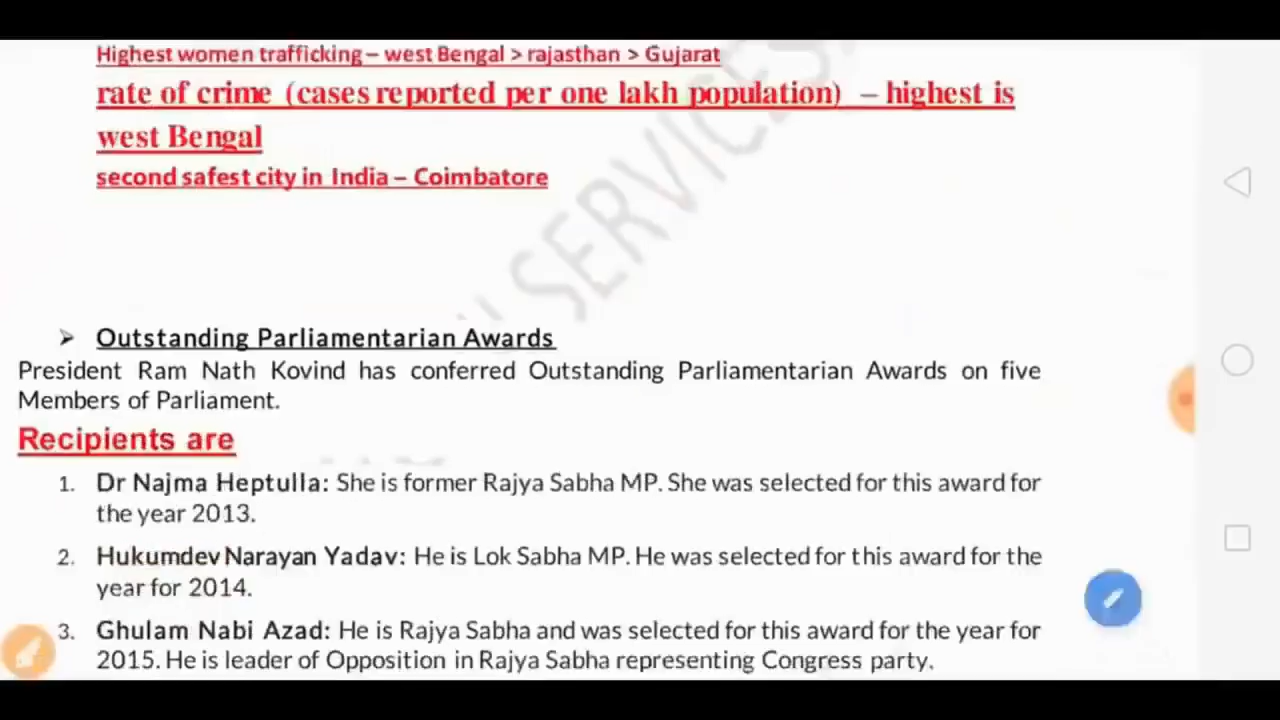 Highest women trafficking – west Bengal > rajasthan > Gujarat
rate of crime (cases reported per one lakh population) – highest is
west Bengal
second safest city in India – Coimbatore
SERVICES
➢ Outstanding Parliamentarian Awards
President Ram Nath Kovind has conferred Outstanding Parliamentarian Awards on five
Members of Parliament.
Recipients are
1. Dr Najma Heptulla: She is former Rajya Sabha MP. She was selected for this award for
the year 2013.
2. Hukumdev Narayan Yadav: He is Lok Sabha MP. He was selected for this award for the
year for 2014.
3. Ghulam Nabi Azad: He is Rajya Sabha and was selected for this award for the year for
2015. He is leader of Opposition in Rajya Sabha representing Congress party.